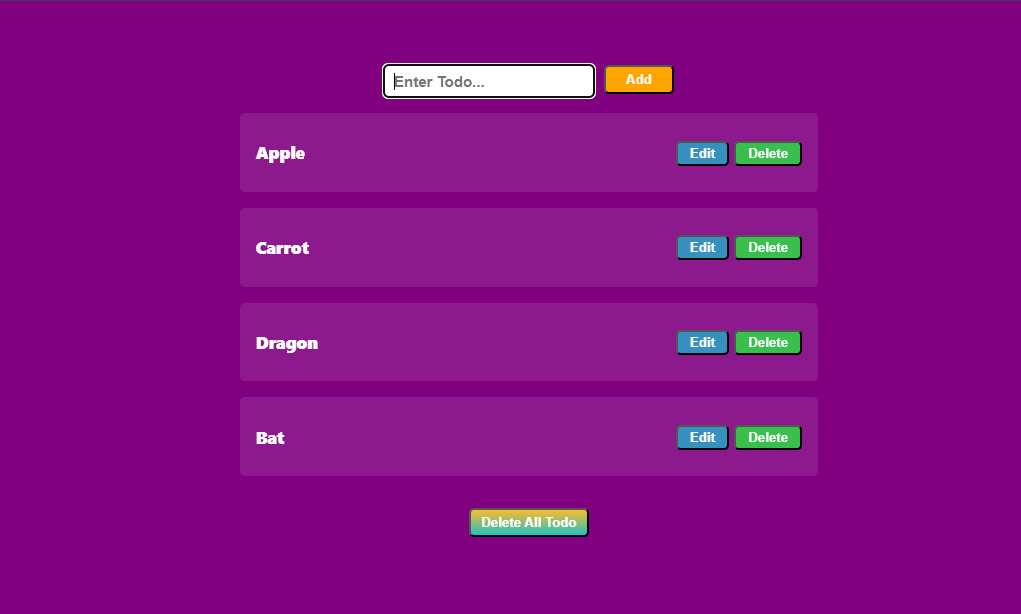 Enter Todo... Add
Apple Edit Delete
Carrot Edit Delete
Dragon Edit Delete
Bat Edit Delete
Delete All Todo